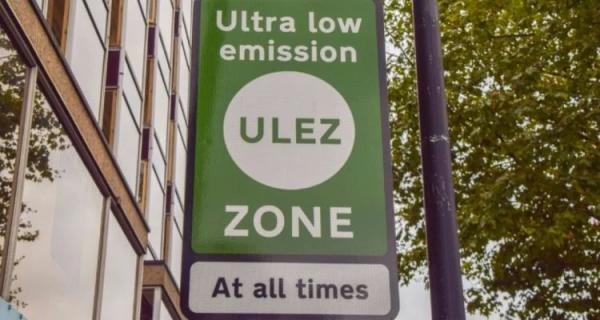 Ultra low
emission
ULEZ
ZONE
At all times